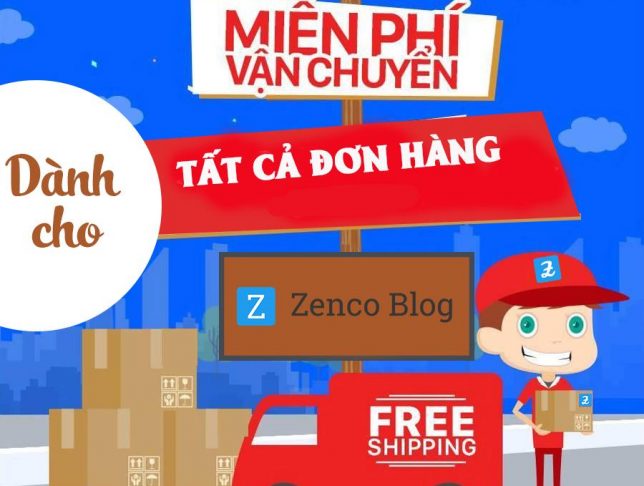 MIỄN PHÍ
VẬN CHUYỂN
Dành
cho
TẤT CẢ ĐƠN HÀNG
Z Zenco Blog
Z
FREE
SHIPPING
Z